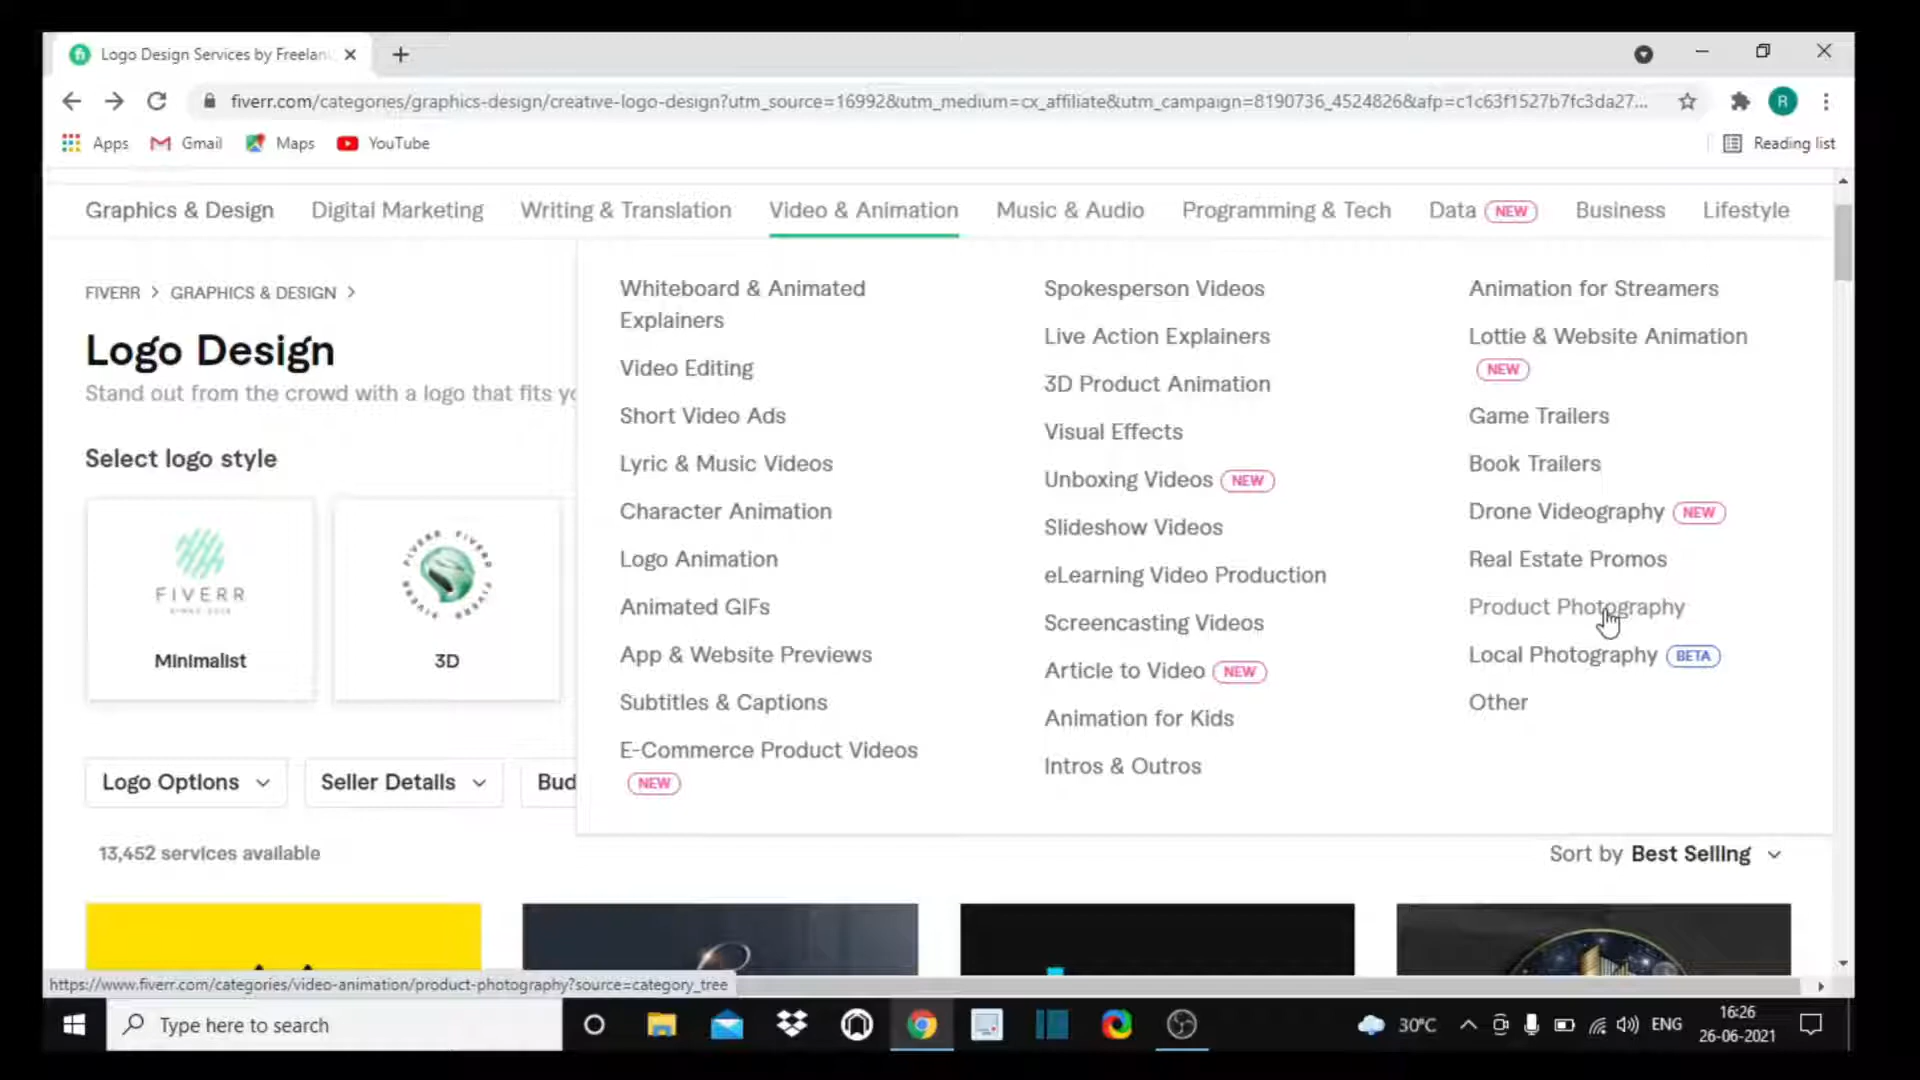 Logo Design Services by Freelan
fiverr.com/categories/graphics-design/creative-logo-design?utm_source=16992&utm_medium=cx_affiliate&utm_campaign=8190736_4524826&afp=c1c63f1527b7fc3da27...
R
Apps Gmail Maps YouTube Reading list
Graphics & Design Digital Marketing Writing & Translation Video & Animation Music & Audio Programming & Tech Data NEW Business Lifestyle
FIVERR > GRAPHICS & DESIGN >
Logo Design
Stand out from the crowd with a logo that fits yo
Select logo style
FIVERR
Minimalist
FIVERR FIVERR FIVERR
3D
Whiteboard & Animated
Explainers
Video Editing
Short Video Ads
Lyric & Music Videos
Character Animation
Logo Animation
Animated GIFs
App & Website Previews
Subtitles & Captions
E-Commerce Product Videos
NEW
Spokesperson Videos
Live Action Explainers
3D Product Animation
Visual Effects
Unboxing Videos NEW
Slideshow Videos
eLearning Video Production
Screencasting Videos
Article to Video NEW
Animation for Kids
Intros & Outros
Animation for Streamers
Lottie & Website Animation
NEW
Game Trailers
Book Trailers
Drone Videography NEW
Real Estate Promos
Product Photography
Local Photography BETA
Other
Logo Options Seller Details Bud
13,452 services available
Sort by Best Selling
https://www.fiverr.com/categories/video-animation/product-photography?source=category_tree
Type here to search
30°C
ENG
16:26
26-06-2021